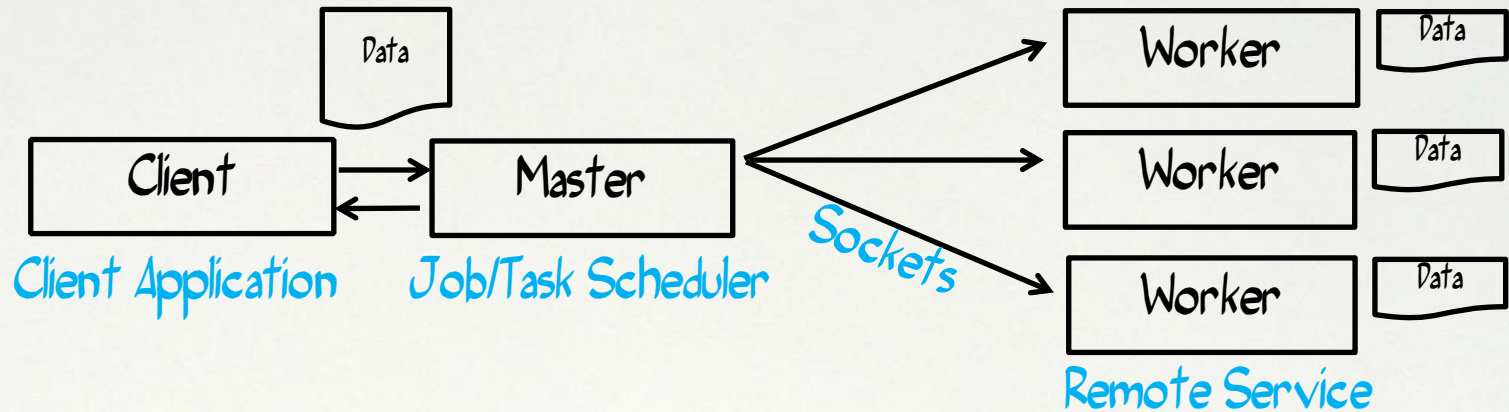 Data
Client
Client Application
Master
Job/Task Scheduler
Sockets
Worker
Data
Worker
Data
Worker
Data
Remote Service